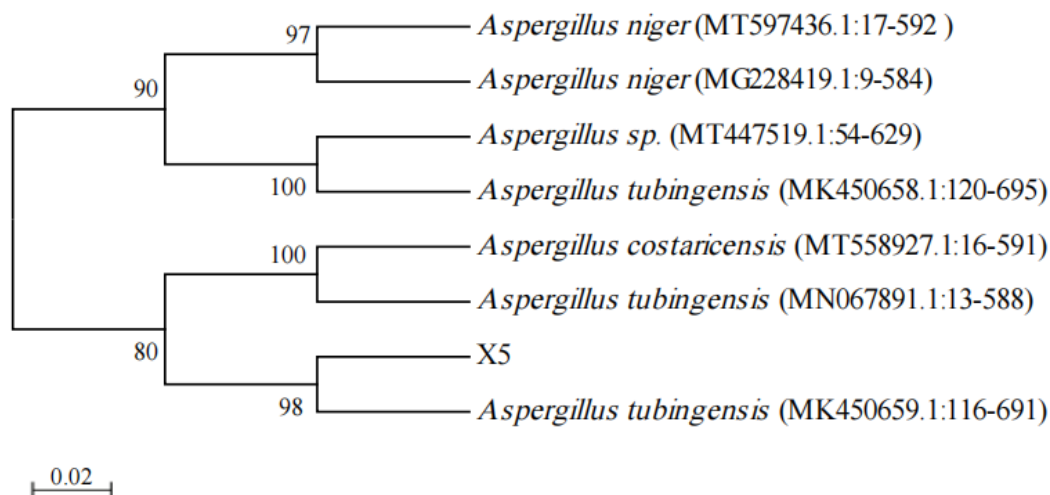 97
Aspergillus niger (MT597436.1:17-592 )
90
Aspergillus niger (MG228419.1:9-584)
Aspergillus sp. (MT447519.1:54-629)
100
Aspergillus tubingensis (MK450658.1:120-695)
100
Aspergillus costaricensis (MT558927.1:16-591)
Aspergillus tubingensis (MN067891.1:13-588)
80
X5
98
Aspergillus tubingensis (MK450659.1:116-691)
0.02